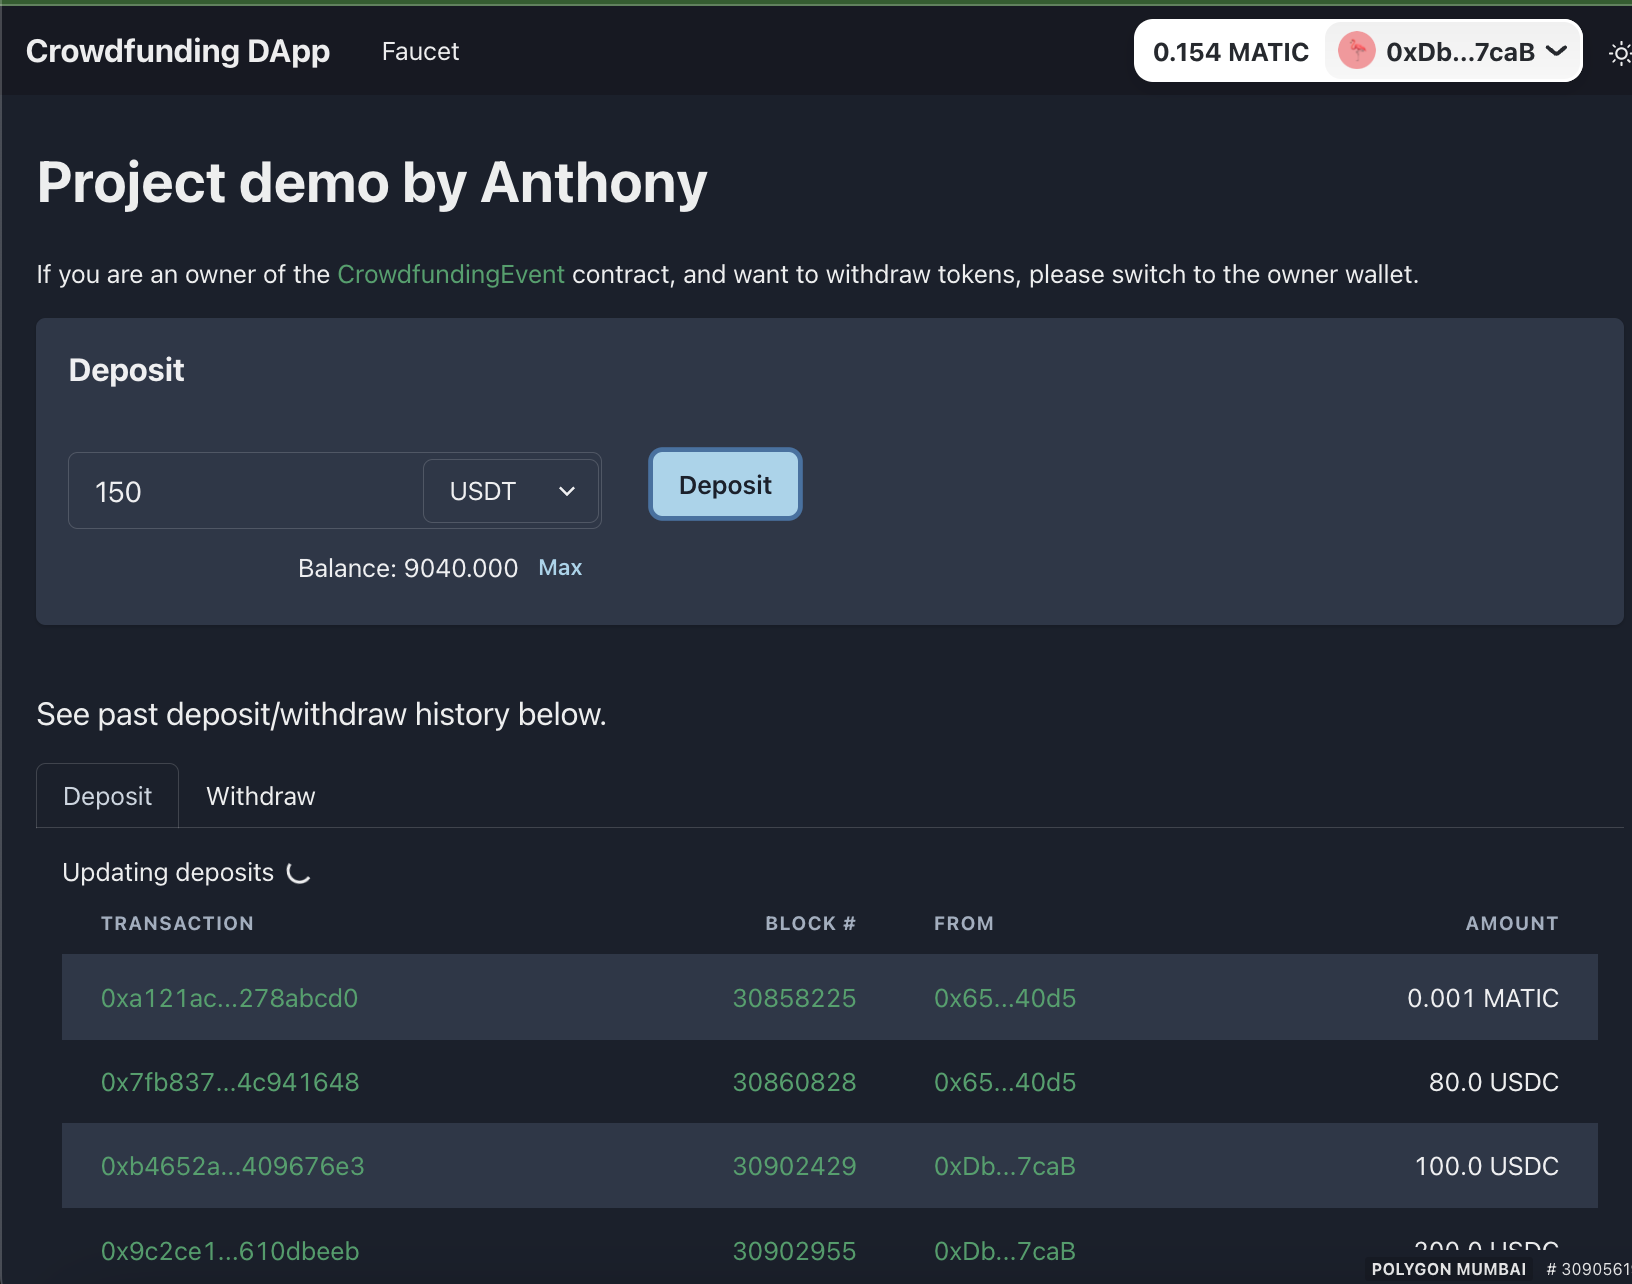 Crowdfunding DApp Faucet 0.154 MATIC 0xDb...7caB
Project demo by Anthony
If you are an owner of the CrowdfundingEvent contract, and want to withdraw tokens, please switch to the owner wallet.
Deposit
150 USDT Deposit
Balance: 9040.000 Max
See past deposit/withdraw history below.
Deposit Withdraw
Updating deposits
TRANSACTION BLOCK # FROM AMOUNT
0xa121ac...278abcd0 30858225 0x65...40d5 0.001 MATIC
0x7fb837...4c941648 30860828 0x65...40d5 80.0 USDC
0xb4652a...409676e3 30902429 0xDb...7caB 100.0 USDC
0x9c2ce1...610dbeeb 30902955 0xDb...7caB 200.0 USDC
POLYGON MUMBAI # 3090561